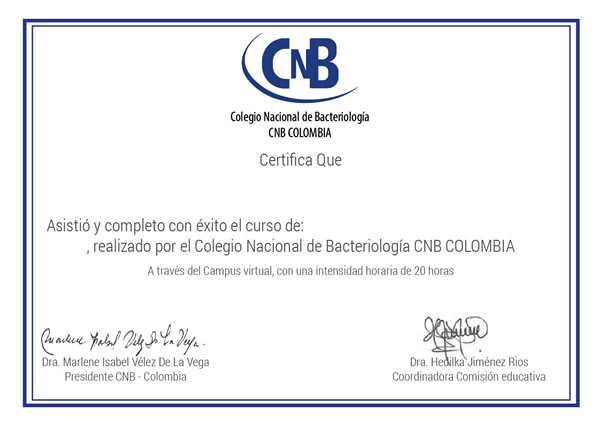 CNB
Colegio Nacional de Bacteriología
CNB COLOMBIA
Certifica Que
Asistió y completo con éxito el curso de:
, realizado por el Colegio Nacional de Bacteriología CNB COLOMBIA
A través del Campus virtual, con una intensidad horaria de 20 horas
Marlene Isabel Vélez De La Vega.
Dra. Marlene Isabel Vélez De La Vega
Presidente CNB - Colombia
Dra. Hedilka Jiménez Rios
Coordinadora Comisión educativa